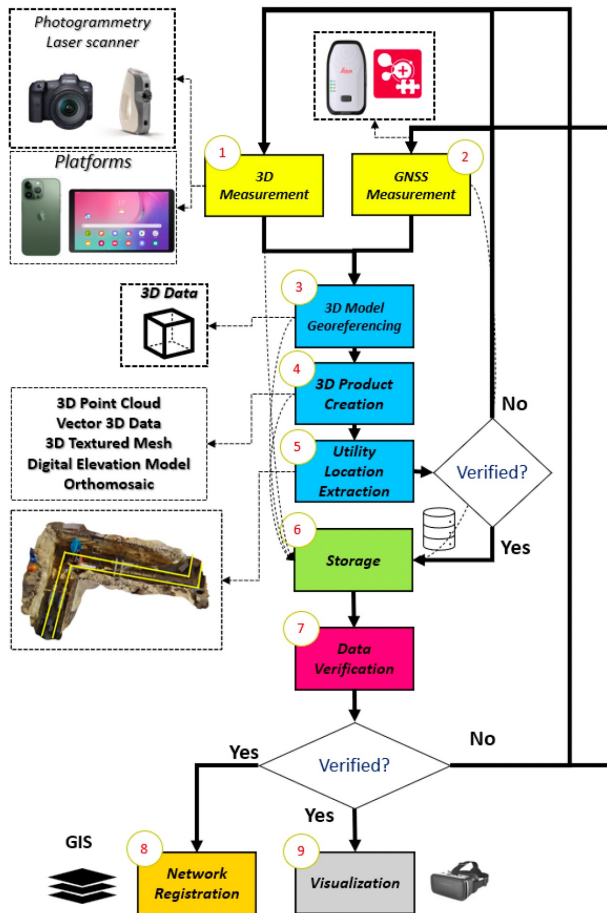 Photogrammetry
Laser scanner
Platforms
1
3D
Measurement
2
GNSS
Measurement
3
3D Model
Georeferencing
3D Data
4
3D Product
Creation
3D Point Cloud
Vector 3D Data
3D Textured Mesh
Digital Elevation Model
Orthomosaic
5
Utility
Location
Extraction
No
Verified?
Yes
6
Storage
7
Data
Verification
Yes
No
Verified?
Yes
GIS
8
Network
Registration
9
Visualization